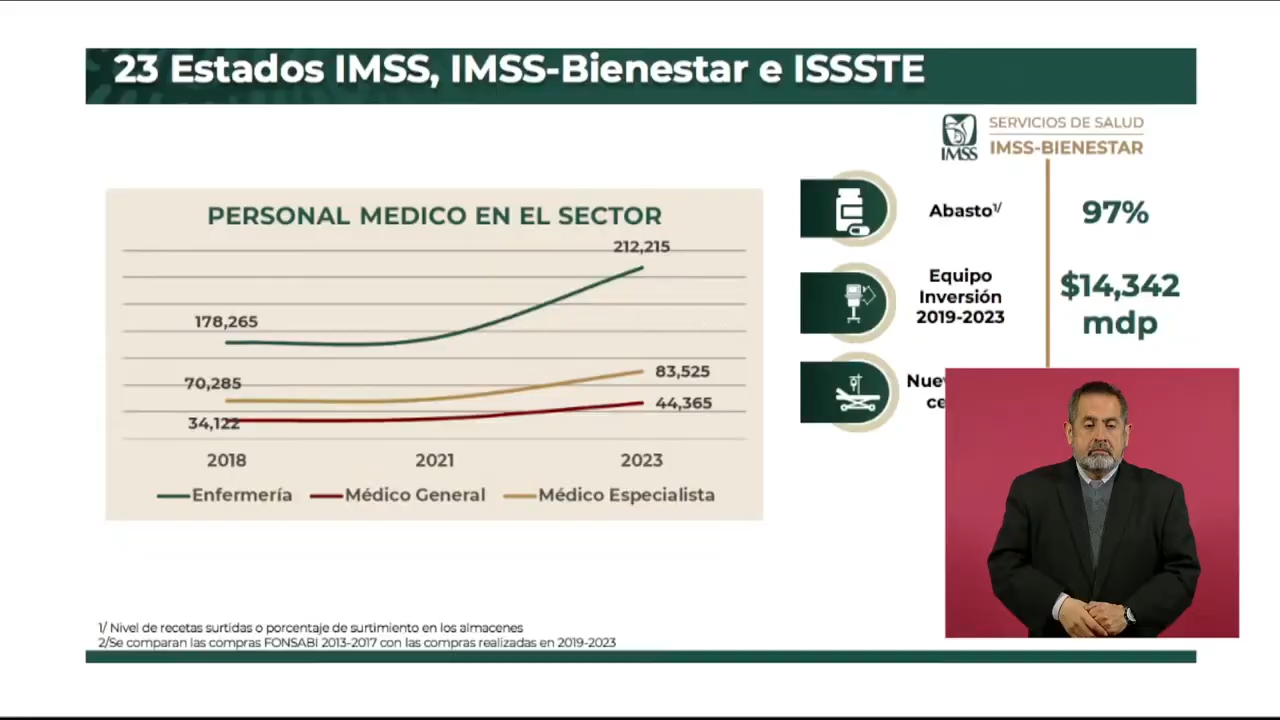 23 Estados IMSS, IMSS-Bienestar e ISSSTE
IMSS
SERVICIOS DE SALUD
IMSS-BIENESTAR
PERSONAL MEDICO EN EL SECTOR
212,215
178,265
70,285
83,525
34,122
44,365
2018
2021
2023
Enfermería
Médico General
Médico Especialista
Abasto1/
97%
Equipo
Inversión
2019-2023
$14,342
mdp
1/ Nivel de recetas surtidas o porcentaje de surtimiento en los almacenes
2/Se comparan las compras FONSABI 2013-2017 con las compras realizadas en 2019-2023